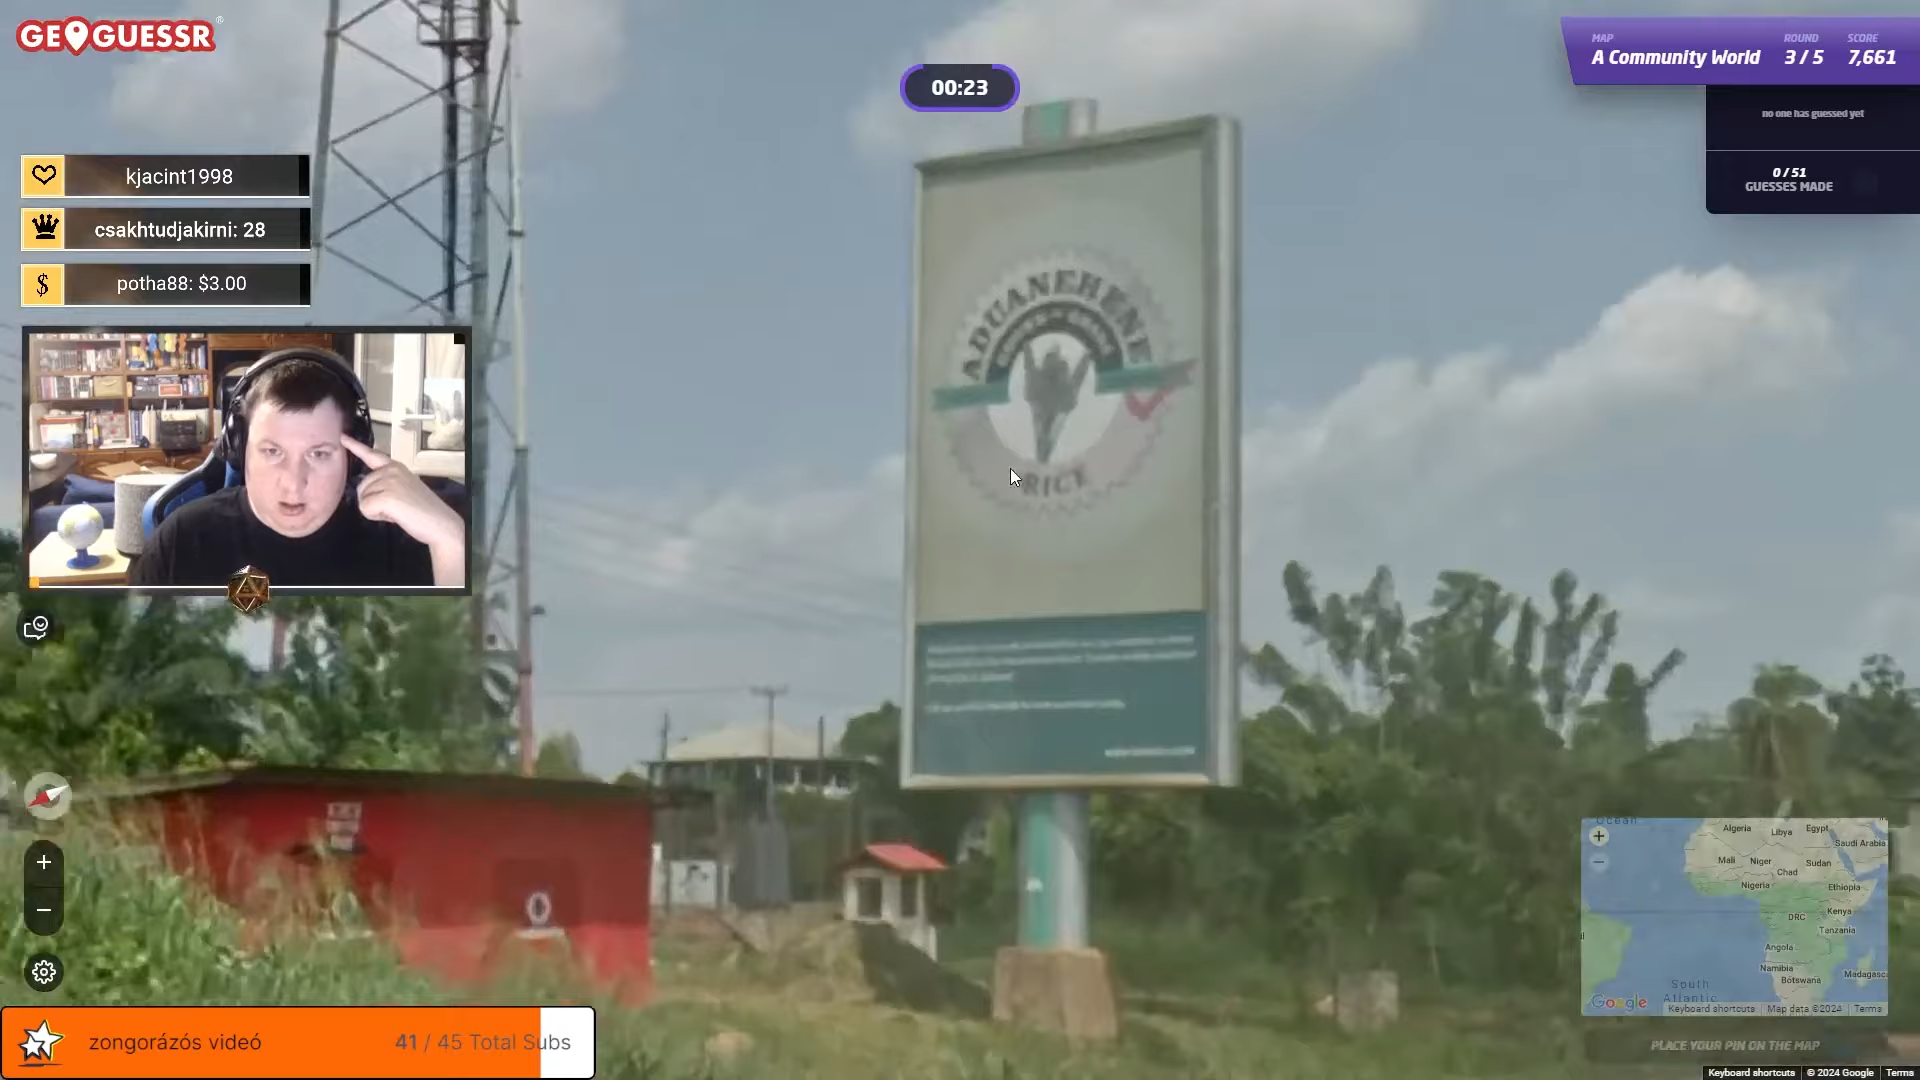 GEOGUESSR
MAP
A Community World
ROUND
3 / 5
SCORE
7,661
00:23
no one has guessed yet
0 / 51
GUESSES MADE
kjacint1998
csakhtudjakirni: 28
$ potha88: $3.00
ADUANEHENE
RICE
zongorázós videó
41 / 45 Total Subs
Ocean
Algeria
Libya
Egypt
Saudi Arabia
Mali
Niger
Sudan
Chad
Nigeria
Ethiopia
DRC
Kenya
Tanzania
Angola
Namibia
Madagasc
Botswana
South
Atlantic
Google
Keyboard shortcuts
Map data ©2024
Terms
PLACE YOUR PIN ON THE MAP
Keyboard shortcuts
© 2024 Google
Terms